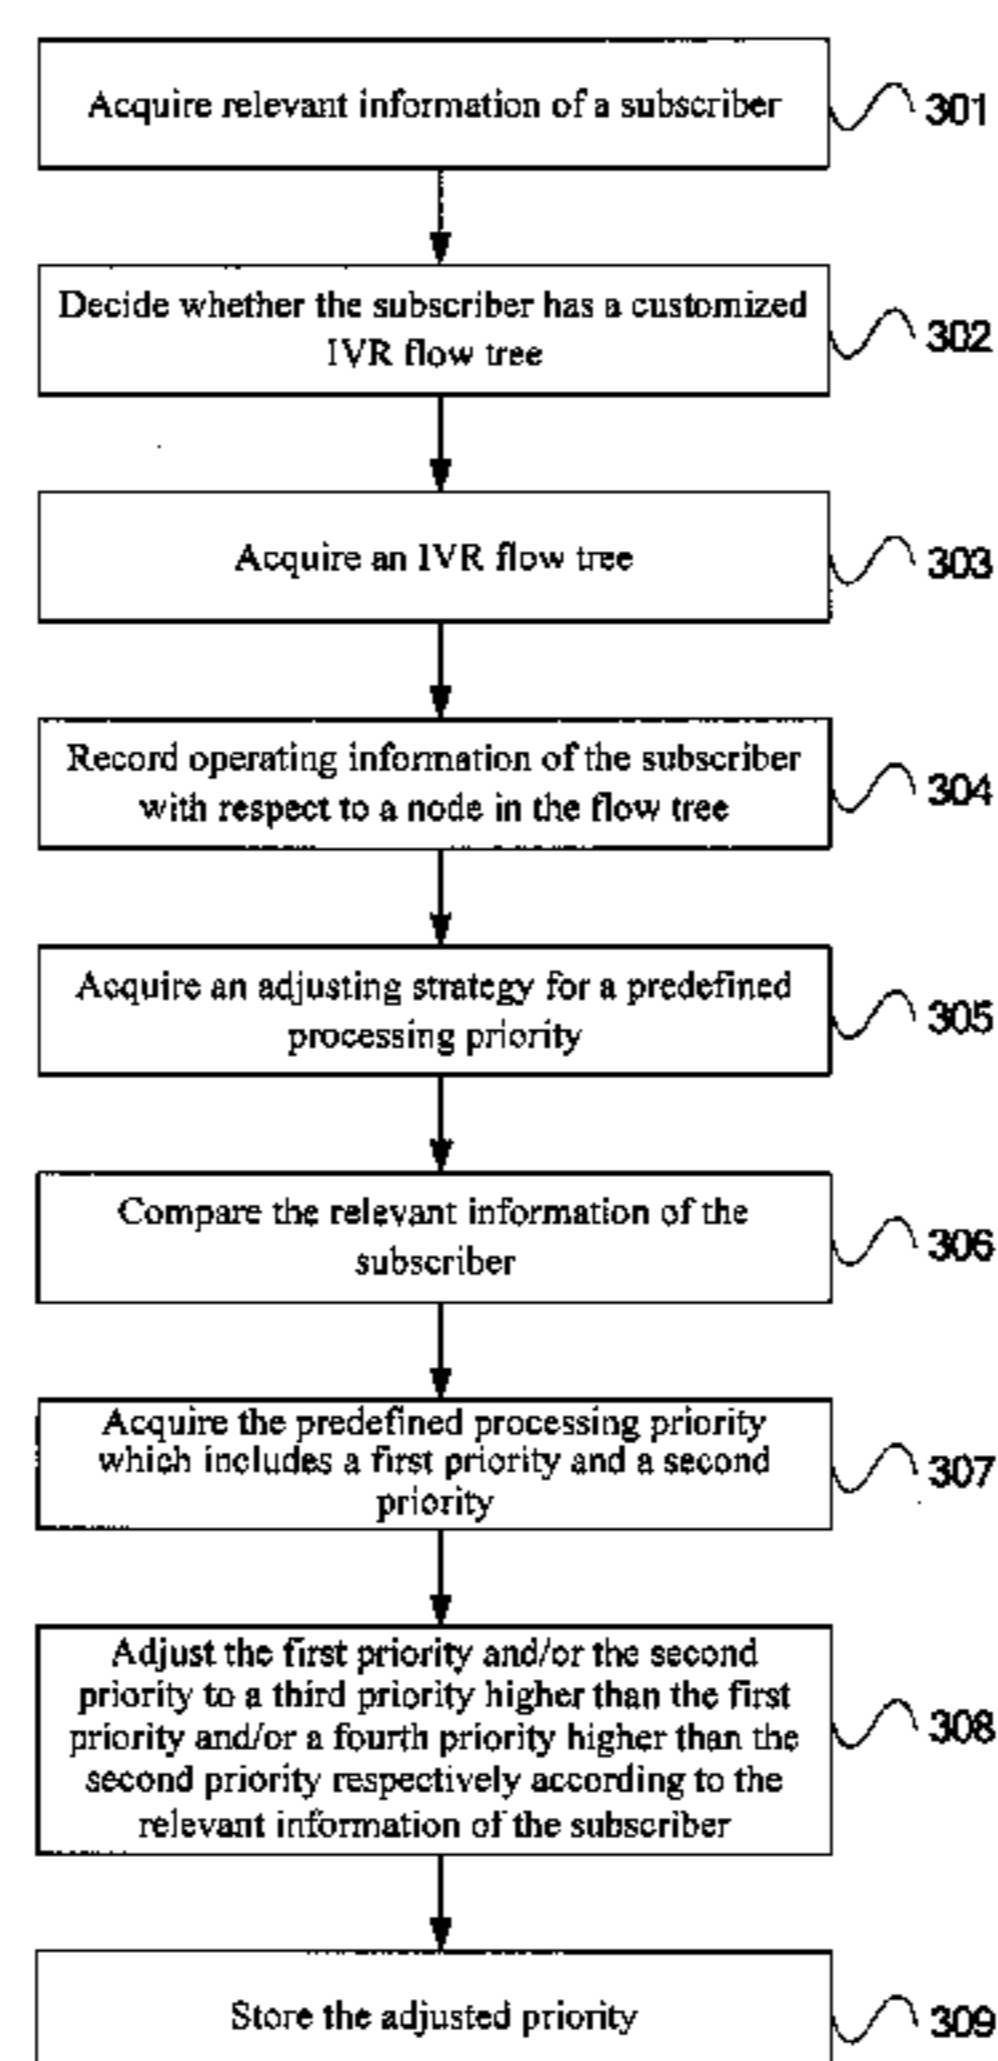 Acquire relevant information of a subscriber
301
Decide whether the subscriber has a customized
IVR flow tree
302
Acquire an IVR flow tree
303
Record operating information of the subscriber
with respect to a node in the flow tree
304
Acquire an adjusting strategy for a predefined
processing priority
305
Compare the relevant information of the
subscriber
306
Acquire the predefined processing priority
which includes a first priority and a second
priority
307
Adjust the first priority and/or the second
priority to a third priority higher than the first
priority and/or a fourth priority higher than the
second priority respectively according to the
relevant information of the subscriber
308
Store the adjusted priority
309